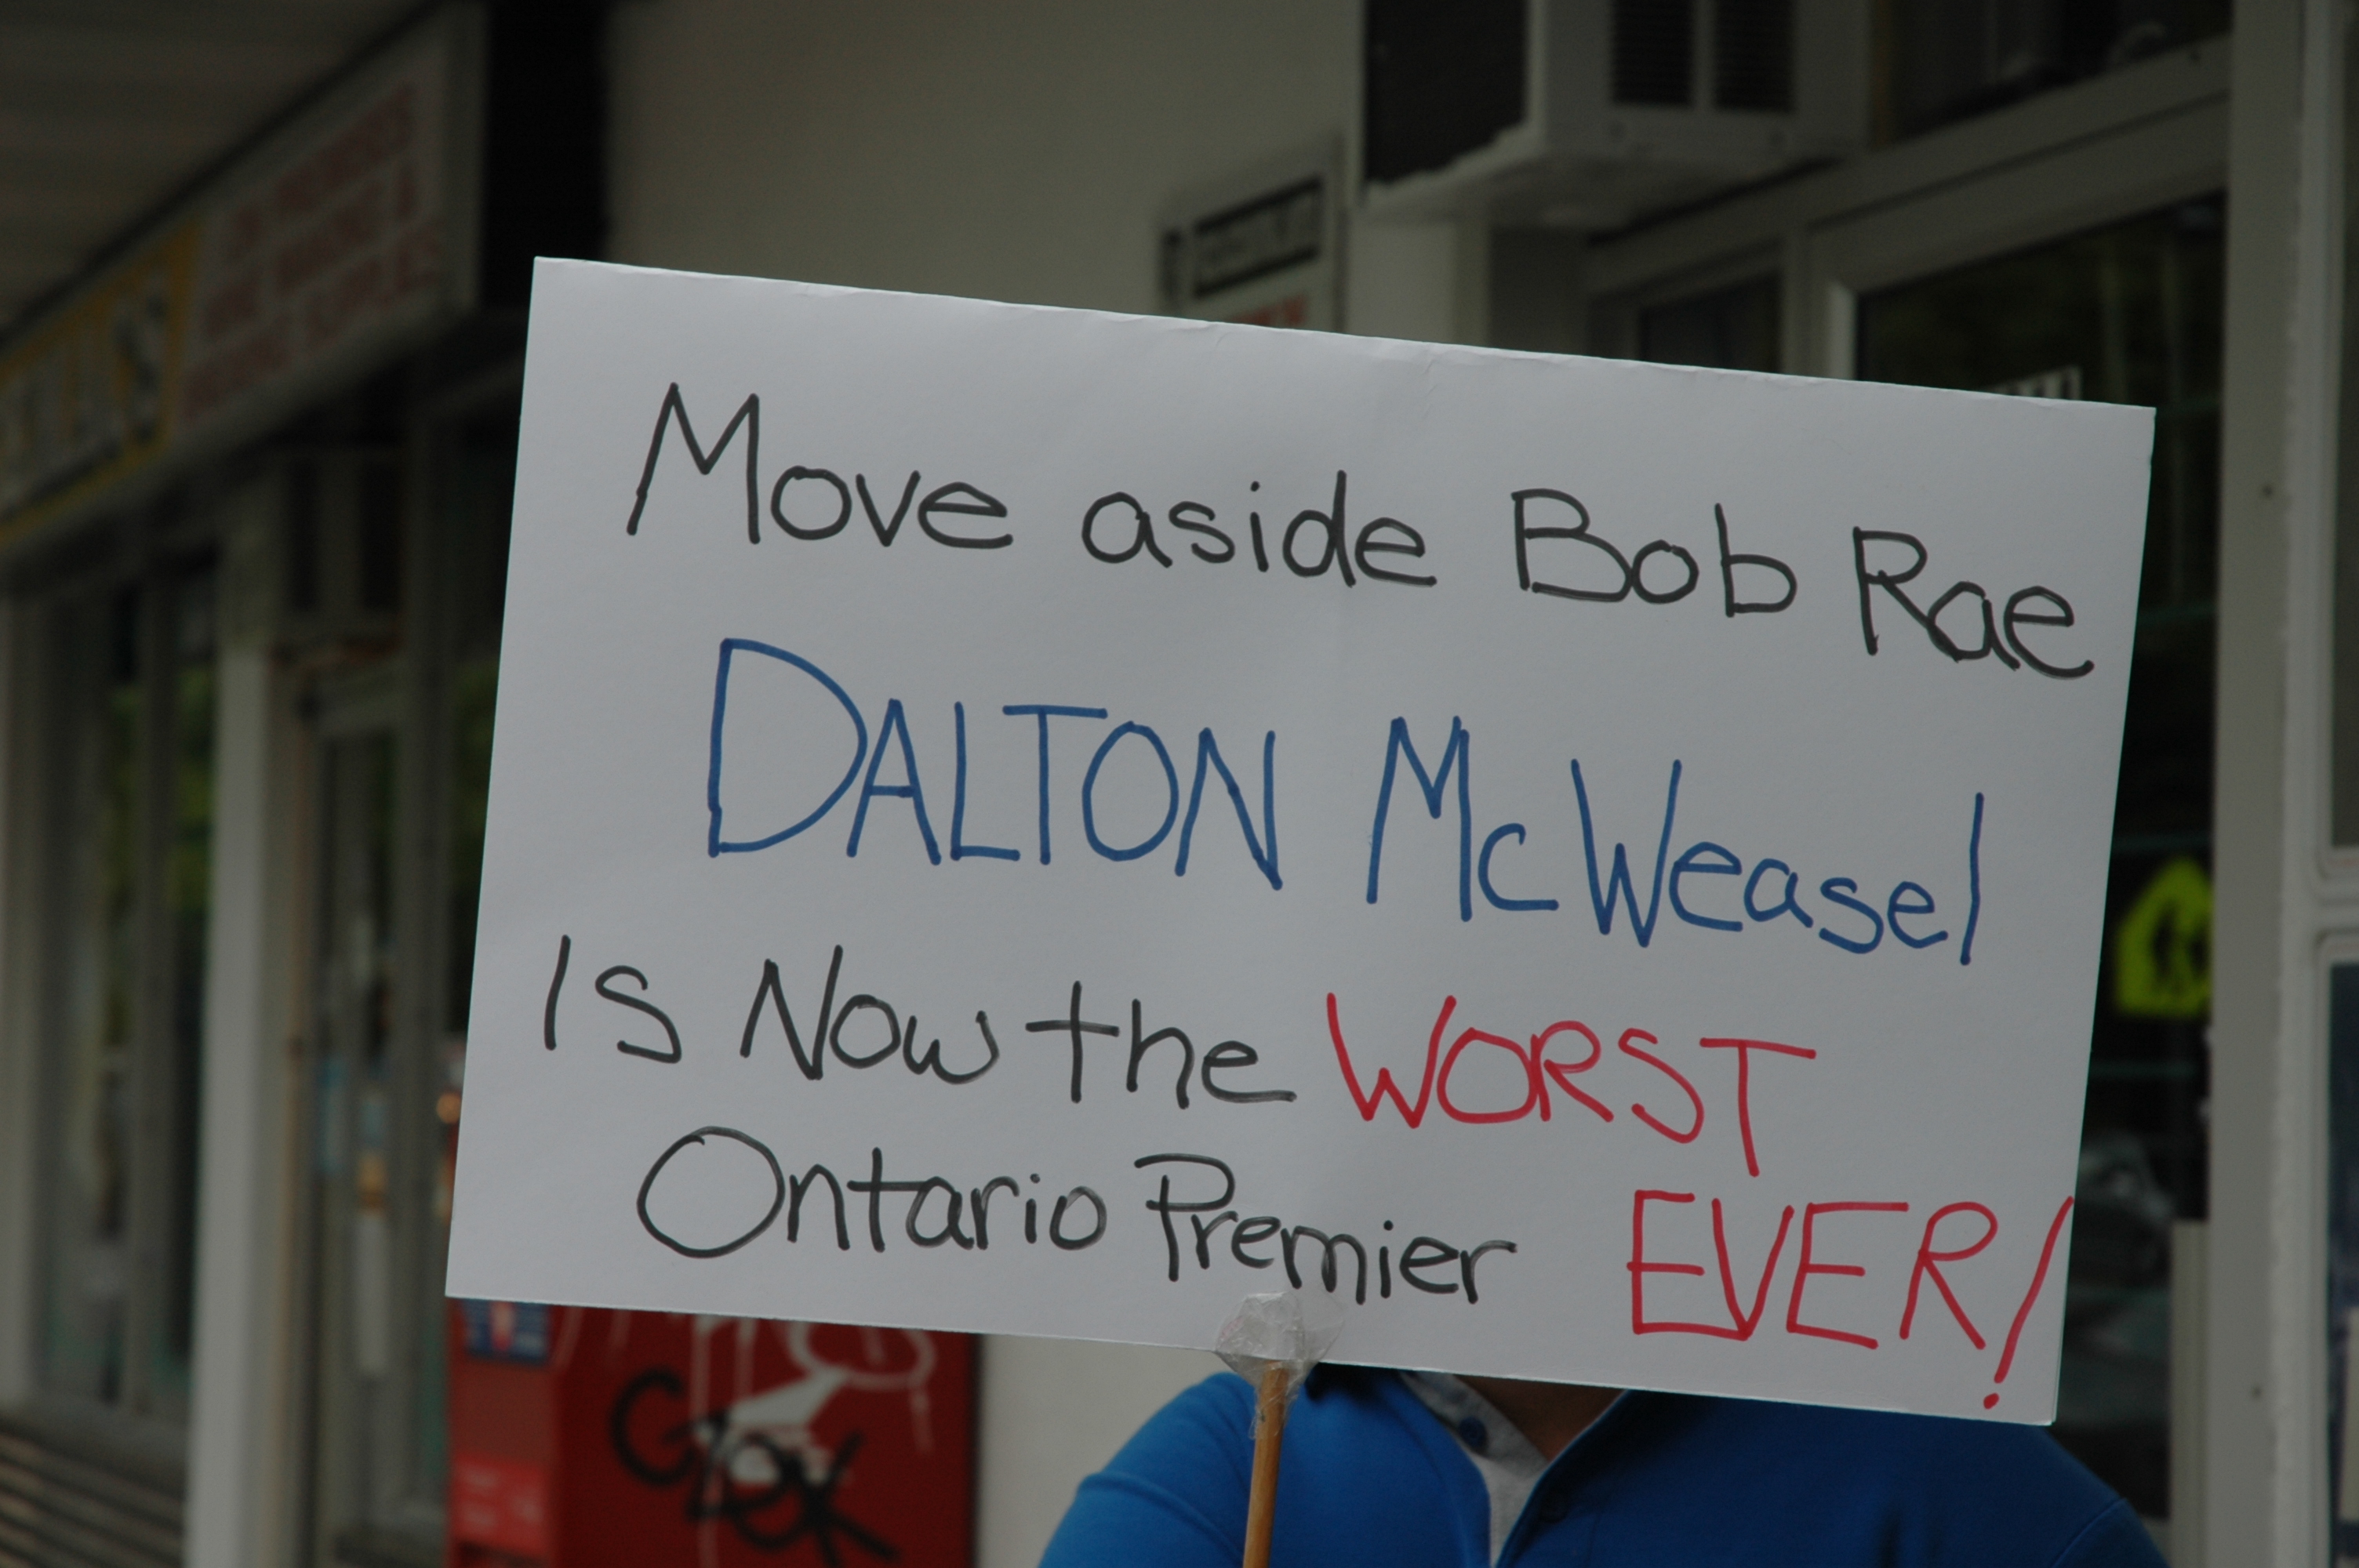 Move aside Bob Rae
DALTON McWeasel
Is Now the WORST
Ontario Premier EVER!